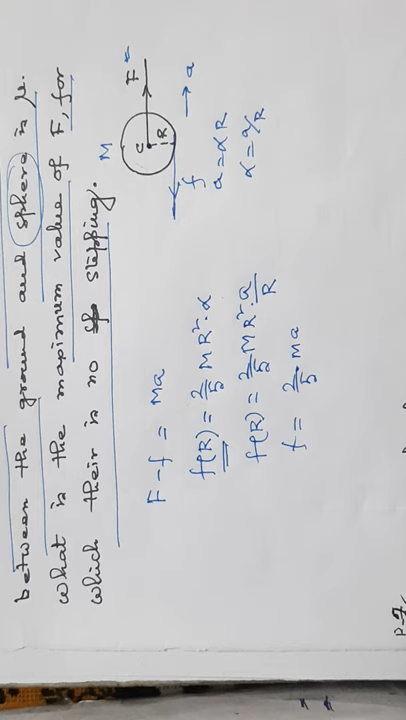 between the ground and sphere is μ.
what is the maximum value of F, for
which their is no slepping.
M
C
R
F
f
→ a
a = αR
α = a/R
F - f = Ma
f(R) = 2/5 MR². α
f(R) = 2/5 MR². a/R
f = 2/5 Ma